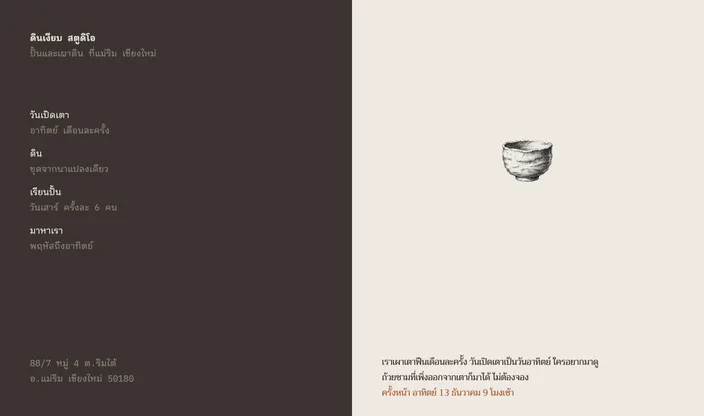 ดินเงียบ สตูดิโอ
ปั้นและเผาดิน ที่แม่ริม เชียงใหม่
วันเปิดเตา
อาทิตย์ เดือนละครั้ง
ดิน
ขุดจากนาแปลงเดียว
เรียนปั้น
วันเสาร์ ครั้งละ 6 คน
มาหาเรา
พฤหัสถึงอาทิตย์
88/7 หมู่ 4 ต.ริมใต้
อ.แม่ริม เชียงใหม่ 50180
เราเผาเตาฟืนเดือนละครั้ง วันเปิดเตาเป็นวันอาทิตย์ ใครอยากมาดู
ถ้วยชามที่เพิ่งออกจากเตาก็มาได้ ไม่ต้องจอง
ครั้งหน้า อาทิตย์ 13 ธันวาคม 9 โมงเช้า